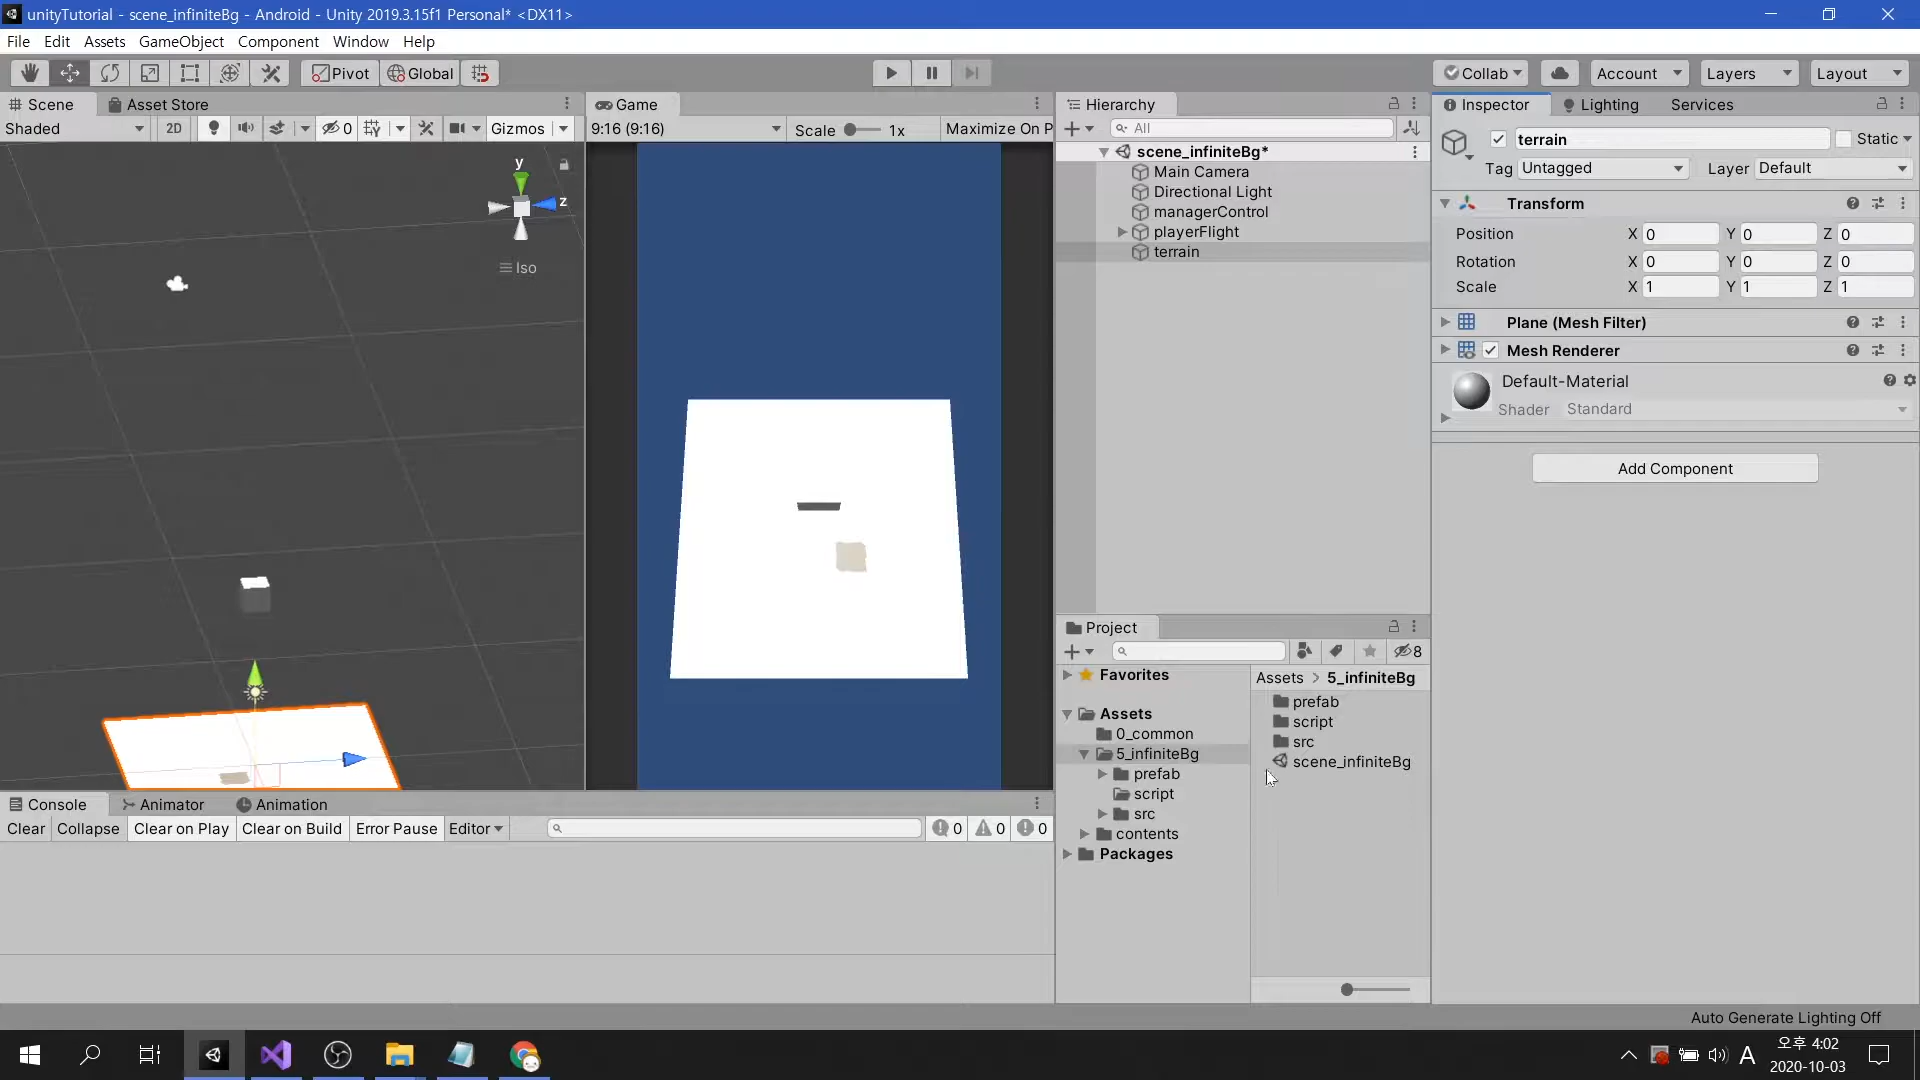 unityTutorial - scene_infiniteBg - Android - Unity 2019.3.15f1 Personal* <DX11>
File Edit Assets GameObject Component Window Help
Pivot Global Collab Account Layers Layout
Scene Asset Store
Shaded 2D 0 Gizmos
y
z
Iso
Game
9:16 (9:16) Scale 1x Maximize On P
Hierarchy
All
scene_infiniteBg*
Main Camera
Directional Light
managerControl
playerFlight
terrain
Project
8
Favorites
Assets
0_common
5_infiniteBg
prefab
script
src
contents
Packages
Assets > 5_infiniteBg
prefab
script
src
scene_infiniteBg
Inspector Lighting Services
terrain Static
Tag Untagged Layer Default
Transform
Position X 0 Y 0 Z 0
Rotation X 0 Y 0 Z 0
Scale X 1 Y 1 Z 1
Plane (Mesh Filter)
Mesh Renderer
Default-Material
Shader Standard
Add Component
Console Animator Animation
Clear Collapse Clear on Play Clear on Build Error Pause Editor 0 0 0
Auto Generate Lighting Off
A 오후 4:02
2020-10-03